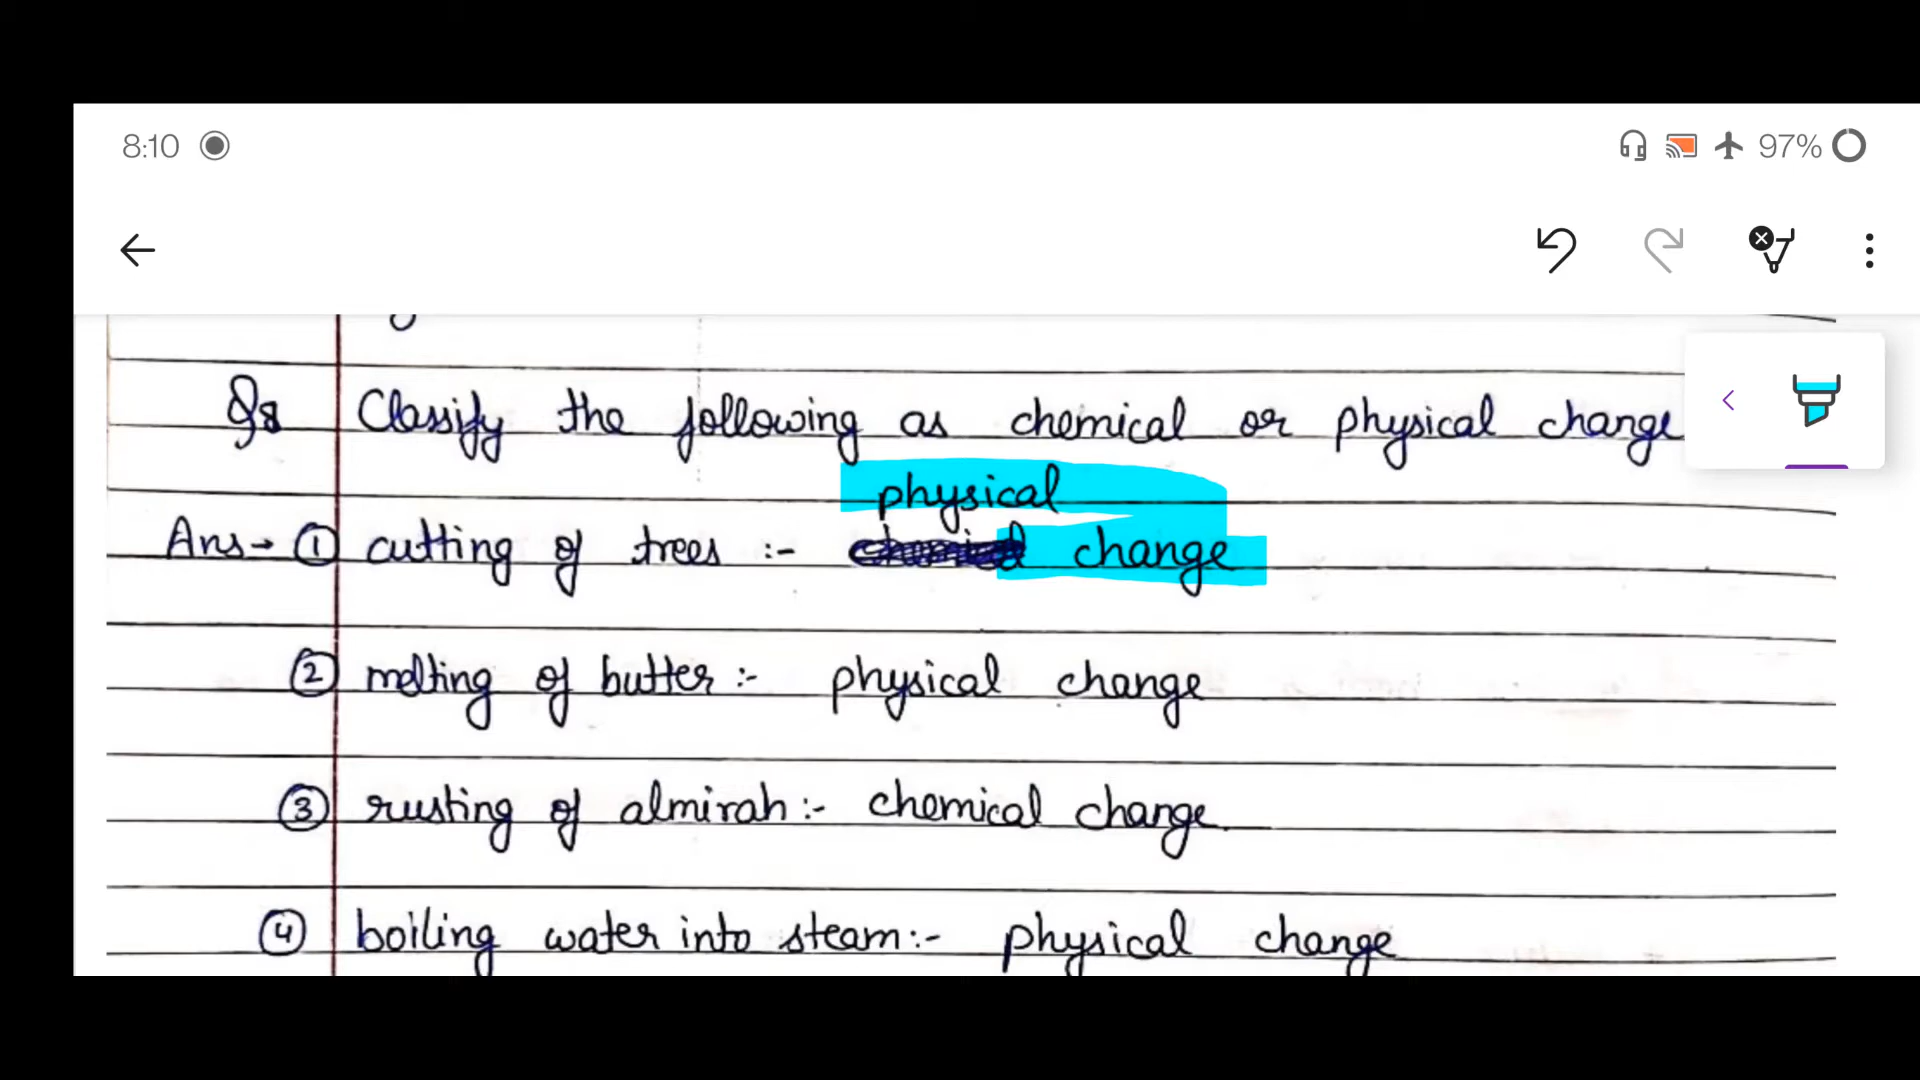 8:10
97%
Q8 Classify the following as chemical or physical change
physical
Ans→ ① cutting of trees :- chemical change
② melting of butter :- physical change
③ rusting of almirah :- chemical change.
④ boiling water into steam :- physical change